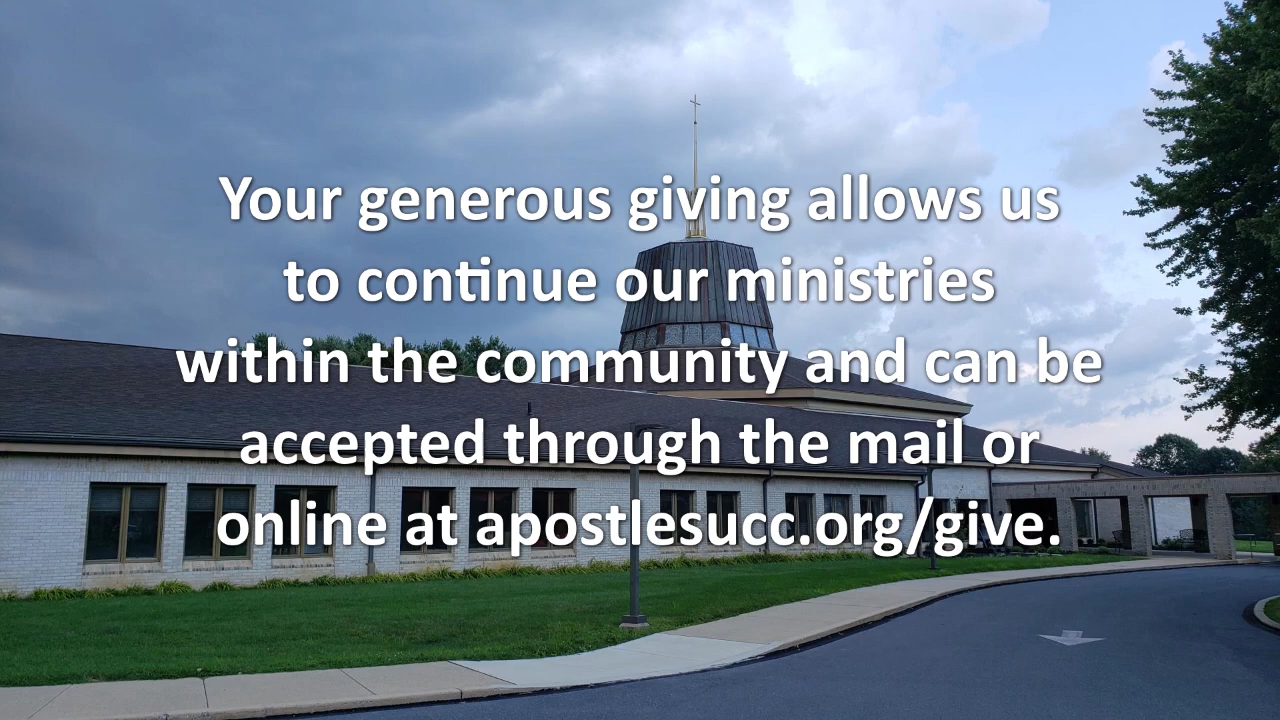 Your generous giving allows us
to continue our ministries
within the community and can be
accepted through the mail or
online at apostlesucc.org/give.